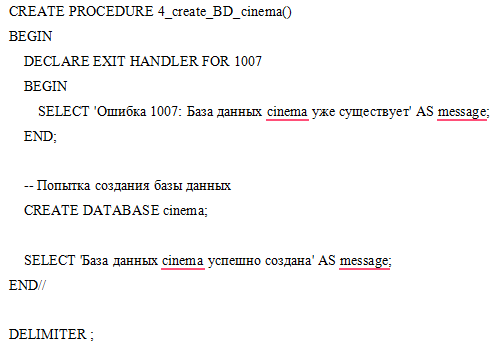 CREATE PROCEDURE 4_create_BD_cinema()
BEGIN
DECLARE EXIT HANDLER FOR 1007
BEGIN
SELECT 'Ошибка 1007: База данных cinema уже существует' AS message;
END;
-- Попытка создания базы данных
CREATE DATABASE cinema;
SELECT 'База данных cinema успешно создана' AS message;
END//
DELIMITER ;